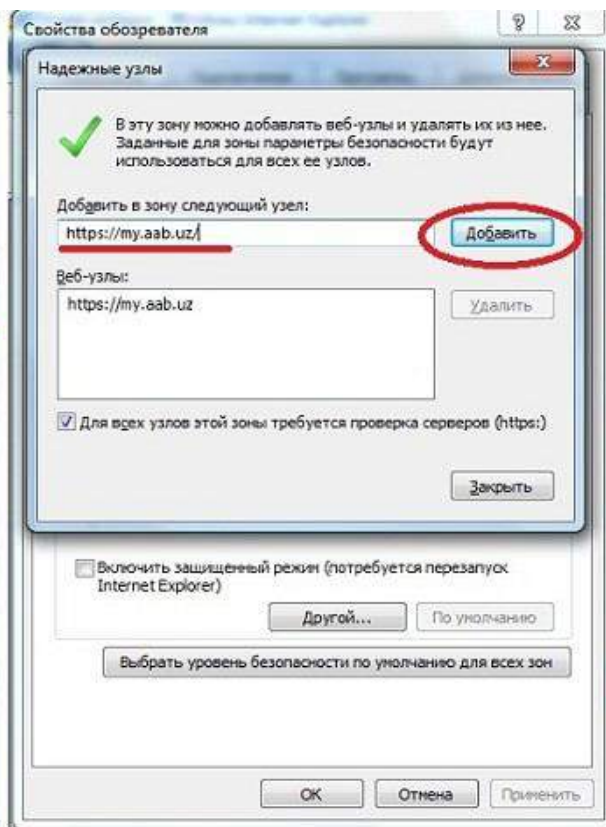 Свойства обозревателя
Надежные узлы
В эту зону можно добавлять веб-узлы и удалять их из нее.
Заданные для зоны параметры безопасности будут
использоваться для всех ее узлов.
Добавить в зону следующий узел:
https://my.aab.uz/
Добавить
Веб-узлы:
https://my.aab.uz
Удалить
Для всех узлов этой зоны требуется проверка серверов (https:)
Закрыть
Включить защищенный режим (потребуется перезапуск
Internet Explorer)
Другой...
По умолчанию
Выбрать уровень безопасности по умолчанию для всех зон
ОК
Отмена
Применить